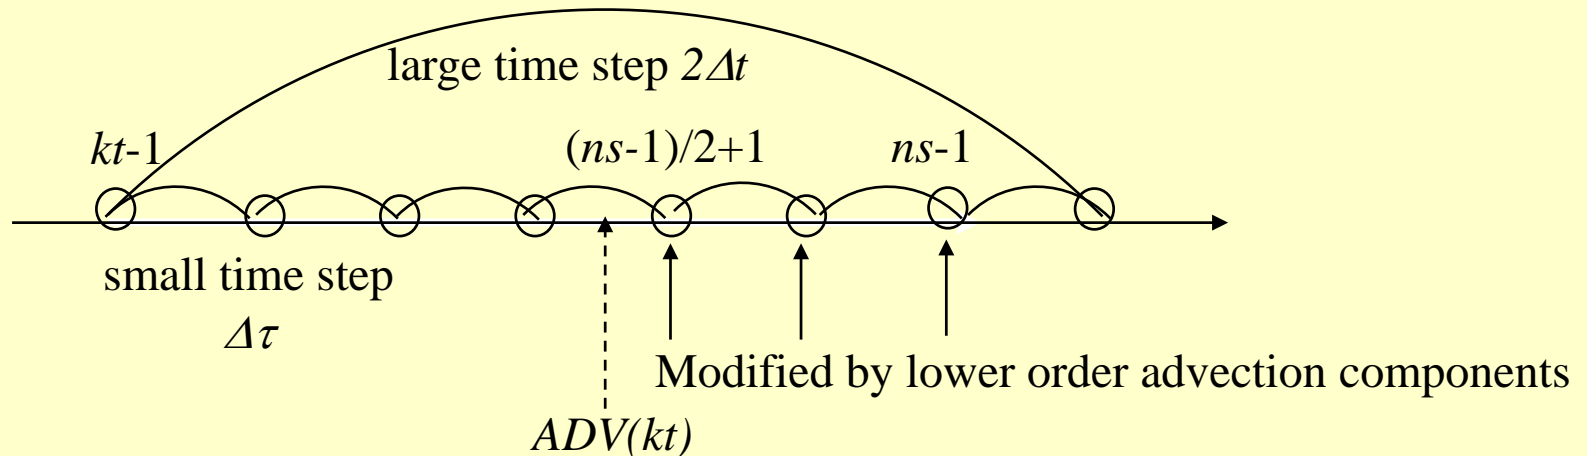 large time step 2Δt
kt-1
(ns-1)/2+1
ns-1
small time step
Δτ
Modified by lower order advection components
ADV(kt)